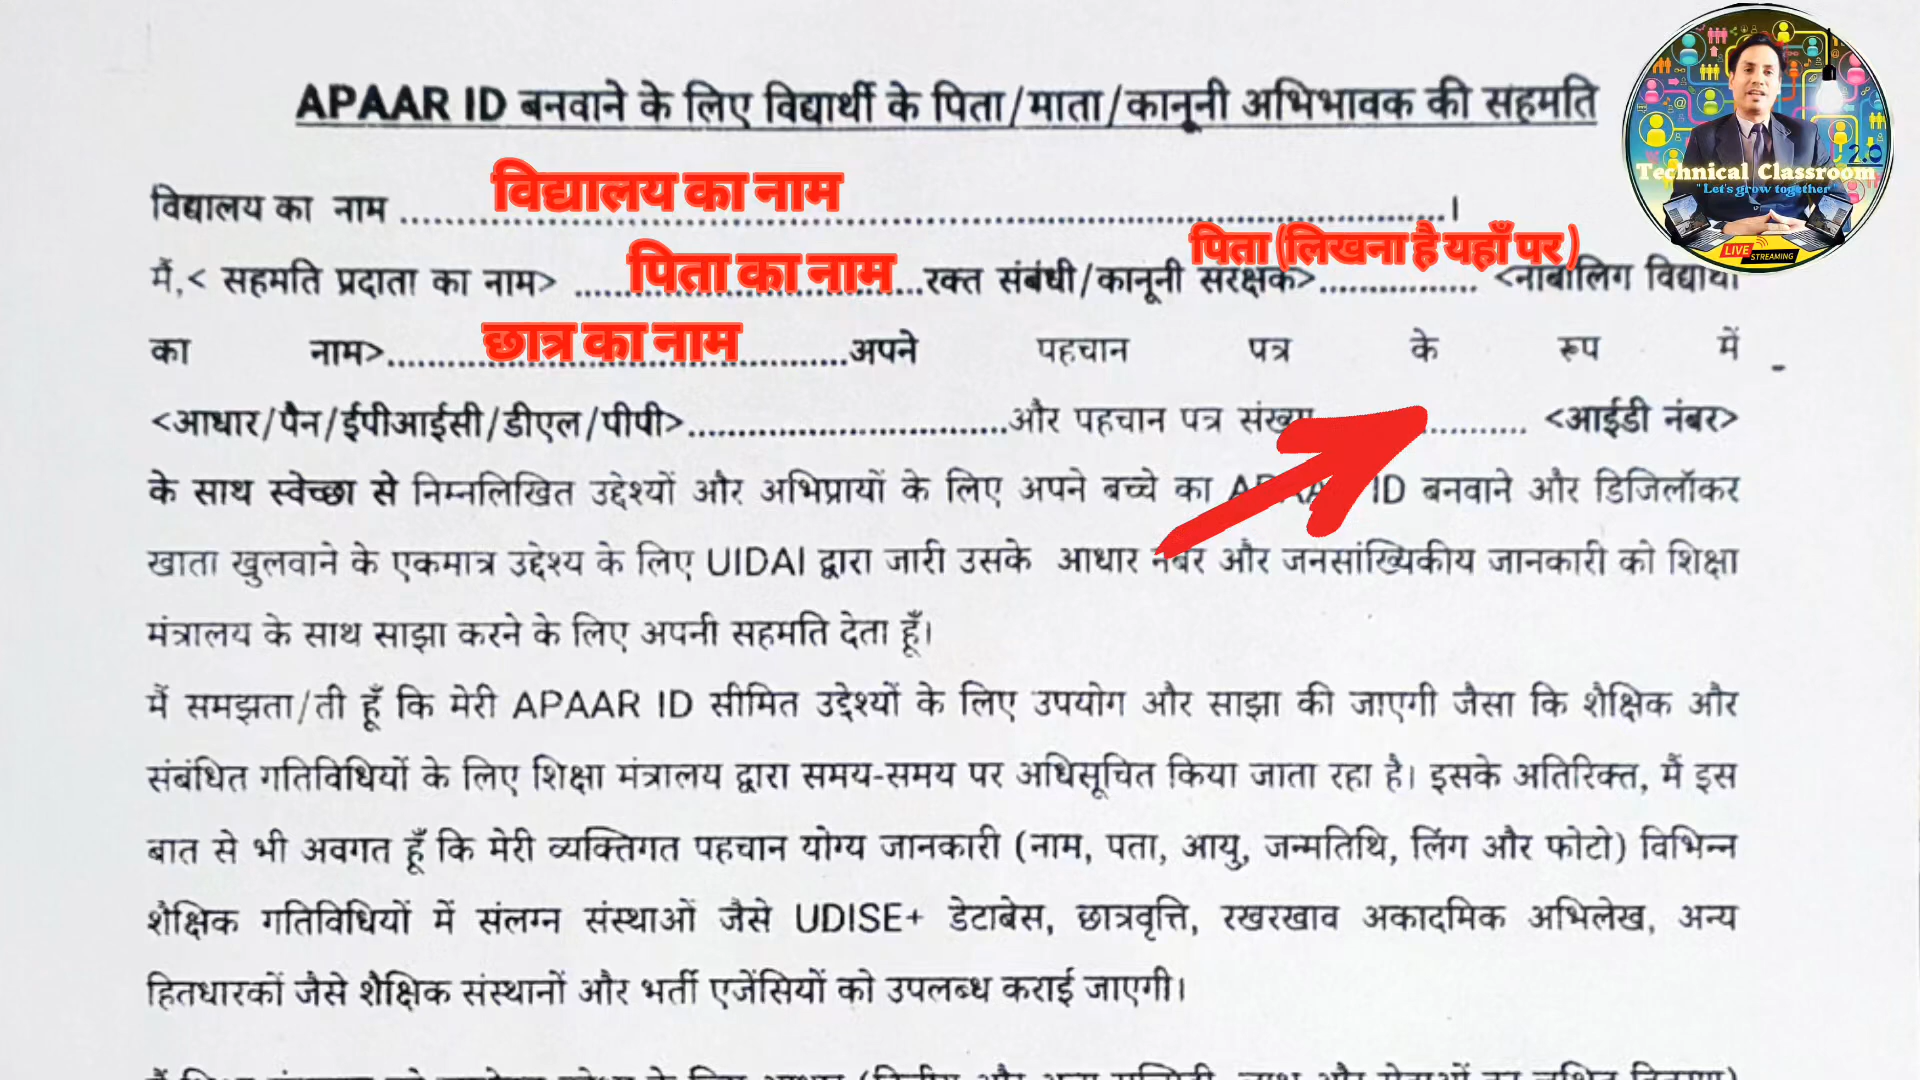 APAAR ID बनवाने के लिए विद्यार्थी के पिता/माता/कानूनी अभिभावक की सहमति
2.0
Technical Classroom
"Let's grow together"
LIVE
STREAMING
विद्यालय का नाम
विद्यालय का नाम ..........।
पिता (लिखना है यहाँ पर )
पिता का नाम
मैं,< सहमति प्रदाता का नाम> ..........रक्त संबंधी/कानूनी संरक्षक>.......... <नाबालिग विद्यार्थी
छात्र का नाम
का नाम>..........अपने पहचान पत्र के रूप में
<आधार/पैन/ईपीआईसी/डीएल/पीपी>..........और पहचान पत्र संख्या.......... <आईडी नंबर>
के साथ स्वेच्छा से निम्नलिखित उद्देश्यों और अभिप्रायों के लिए अपने बच्चे का APAAR ID बनवाने और डिजिलॉकर
खाता खुलवाने के एकमात्र उद्देश्य के लिए UIDAI द्वारा जारी उसके आधार नंबर और जनसांख्यिकीय जानकारी को शिक्षा
मंत्रालय के साथ साझा करने के लिए अपनी सहमति देता हूँ।
मैं समझता/ती हूँ कि मेरी APAAR ID सीमित उद्देश्यों के लिए उपयोग और साझा की जाएगी जैसा कि शैक्षिक और
संबंधित गतिविधियों के लिए शिक्षा मंत्रालय द्वारा समय-समय पर अधिसूचित किया जाता रहा है। इसके अतिरिक्त, मैं इस
बात से भी अवगत हूँ कि मेरी व्यक्तिगत पहचान योग्य जानकारी (नाम, पता, आयु, जन्मतिथि, लिंग और फोटो) विभिन्न
शैक्षिक गतिविधियों में संलग्न संस्थाओं जैसे UDISE+ डेटाबेस, छात्रवृत्ति, रखरखाव अकादमिक अभिलेख, अन्य
हितधारकों जैसे शैक्षिक संस्थानों और भर्ती एजेंसियों को उपलब्ध कराई जाएगी।